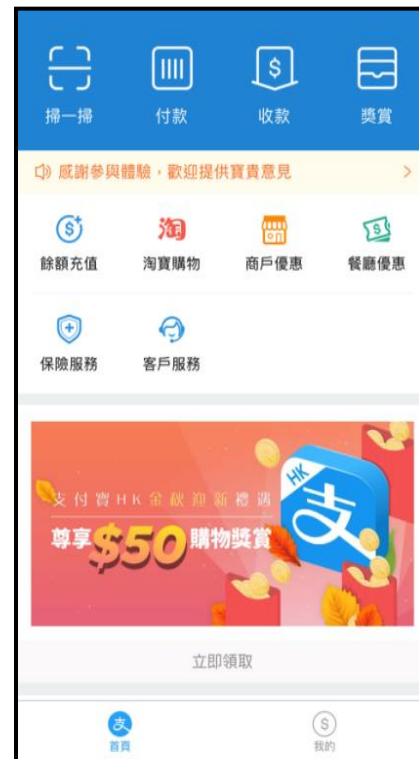 掃一掃 付款 收款 獎賞
感謝參與體驗，歡迎提供寶貴意見 >
淘
餘額充值 淘寶購物 商戶優惠 餐廳優惠
保險服務 客戶服務
支付寶HK金秋迎新禮遇
尊享$50購物獎賞
HK
支
立即領取
支
首頁 我的